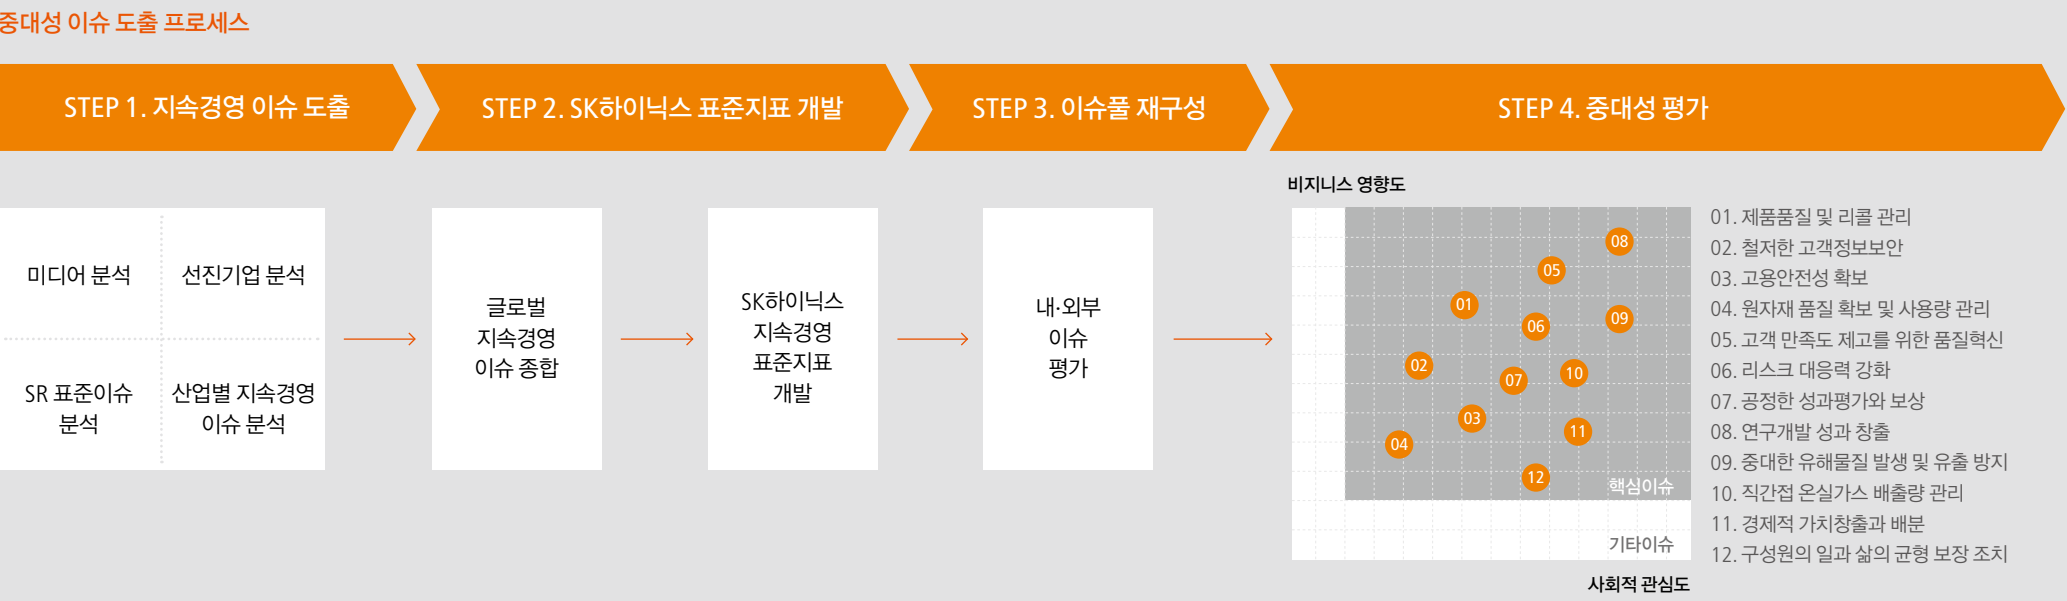 중대성 이슈 도출 프로세스
STEP 1. 지속경영 이슈 도출
STEP 2. SK하이닉스 표준지표 개발
STEP 3. 이슈풀 재구성
STEP 4. 중대성 평가
미디어 분석
선진기업 분석
SR 표준이슈
분석
산업별 지속경영
이슈 분석
글로벌
지속경영
이슈 종합
SK하이닉스
지속경영
표준지표
개발
내·외부
이슈
평가
비지니스 영향도
08
05
01
09
06
02
10
07
03
11
04
12
핵심이슈
기타이슈
사회적 관심도
01. 제품품질 및 리콜 관리
02. 철저한 고객정보보안
03. 고용안전성 확보
04. 원자재 품질 확보 및 사용량 관리
05. 고객 만족도 제고를 위한 품질혁신
06. 리스크 대응력 강화
07. 공정한 성과평가와 보상
08. 연구개발 성과 창출
09. 중대한 유해물질 발생 및 유출 방지
10. 직간접 온실가스 배출량 관리
11. 경제적 가치창출과 배분
12. 구성원의 일과 삶의 균형 보장 조치